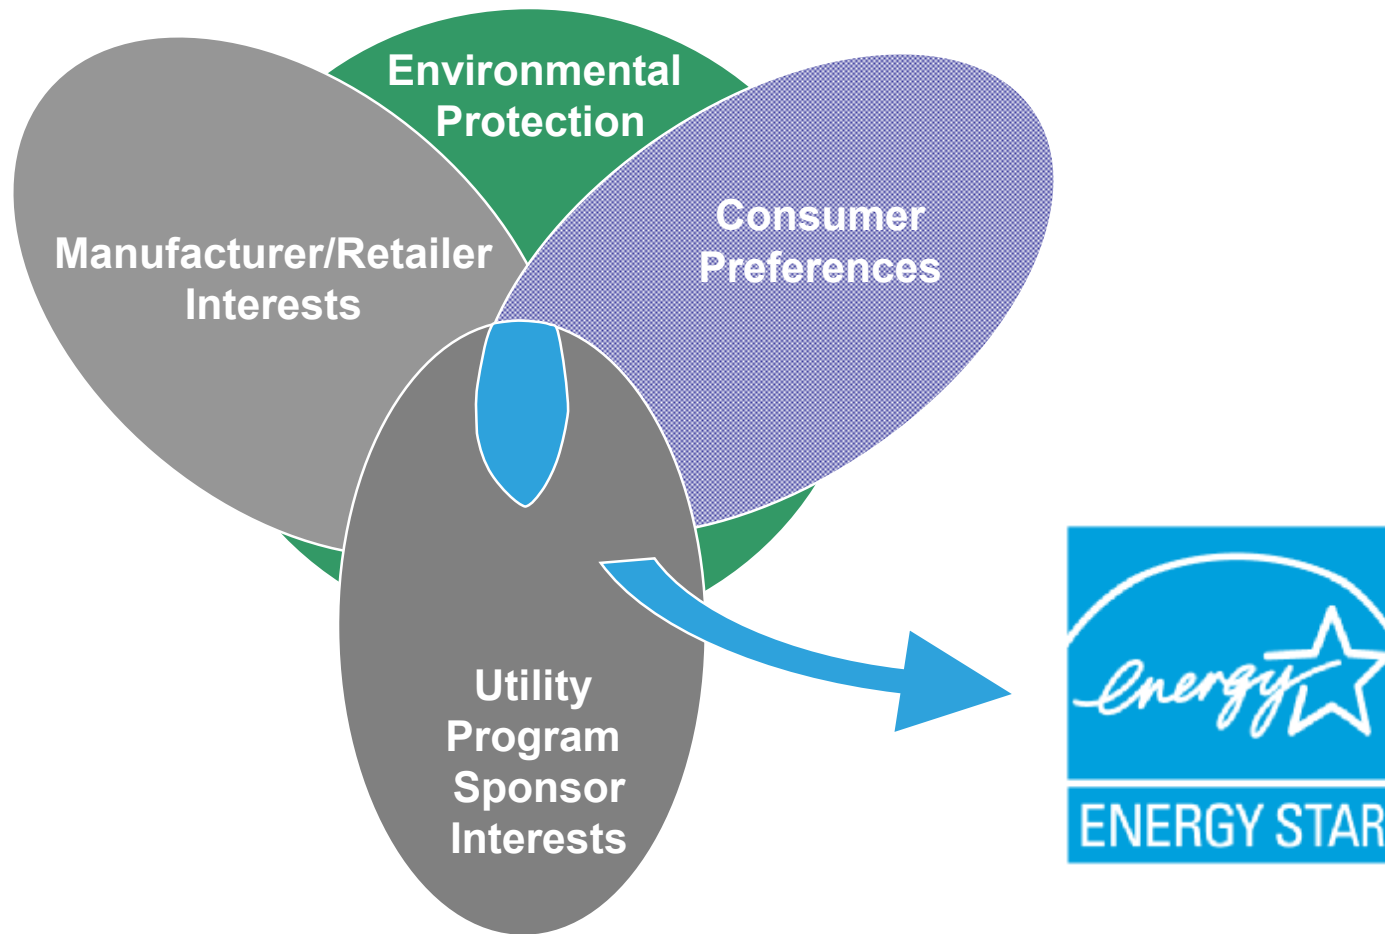 Environmental
Protection
Consumer
Preferences
Manufacturer/Retailer
Interests
Utility
Program
Sponsor
Interests
energy
ENERGY STAR